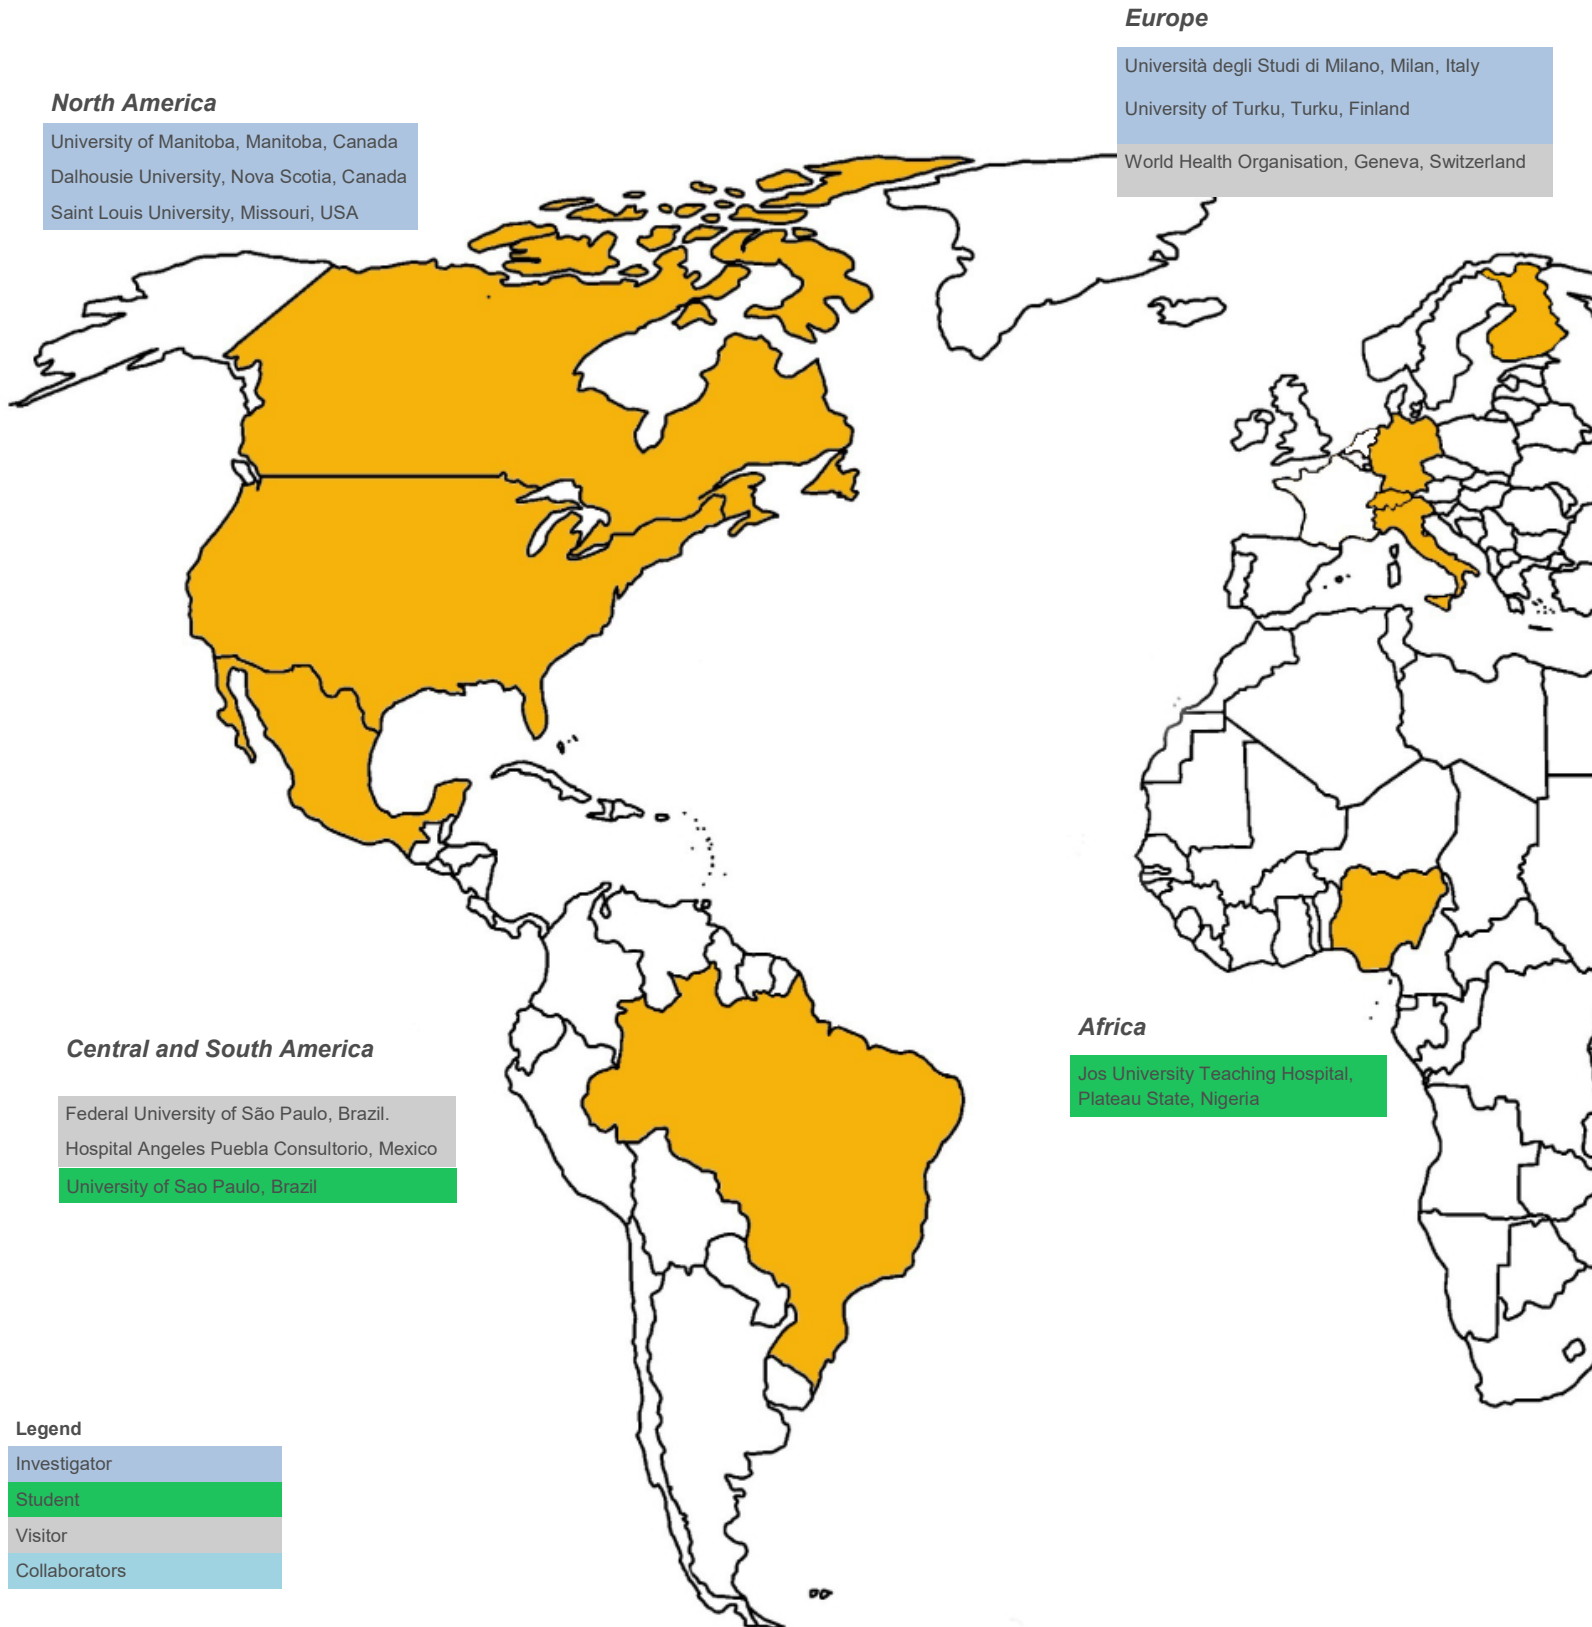 Europe
Università degli Studi di Milano, Milan, Italy
University of Turku, Turku, Finland
World Health Organisation, Geneva, Switzerland
North America
University of Manitoba, Manitoba, Canada
Dalhousie University, Nova Scotia, Canada
Saint Louis University, Missouri, USA
Central and South America
Federal University of São Paulo, Brazil.
Hospital Angeles Puebla Consultorio, Mexico
University of Sao Paulo, Brazil
Africa
Jos University Teaching Hospital,
Plateau State, Nigeria
Legend
Investigator
Student
Visitor
Collaborators